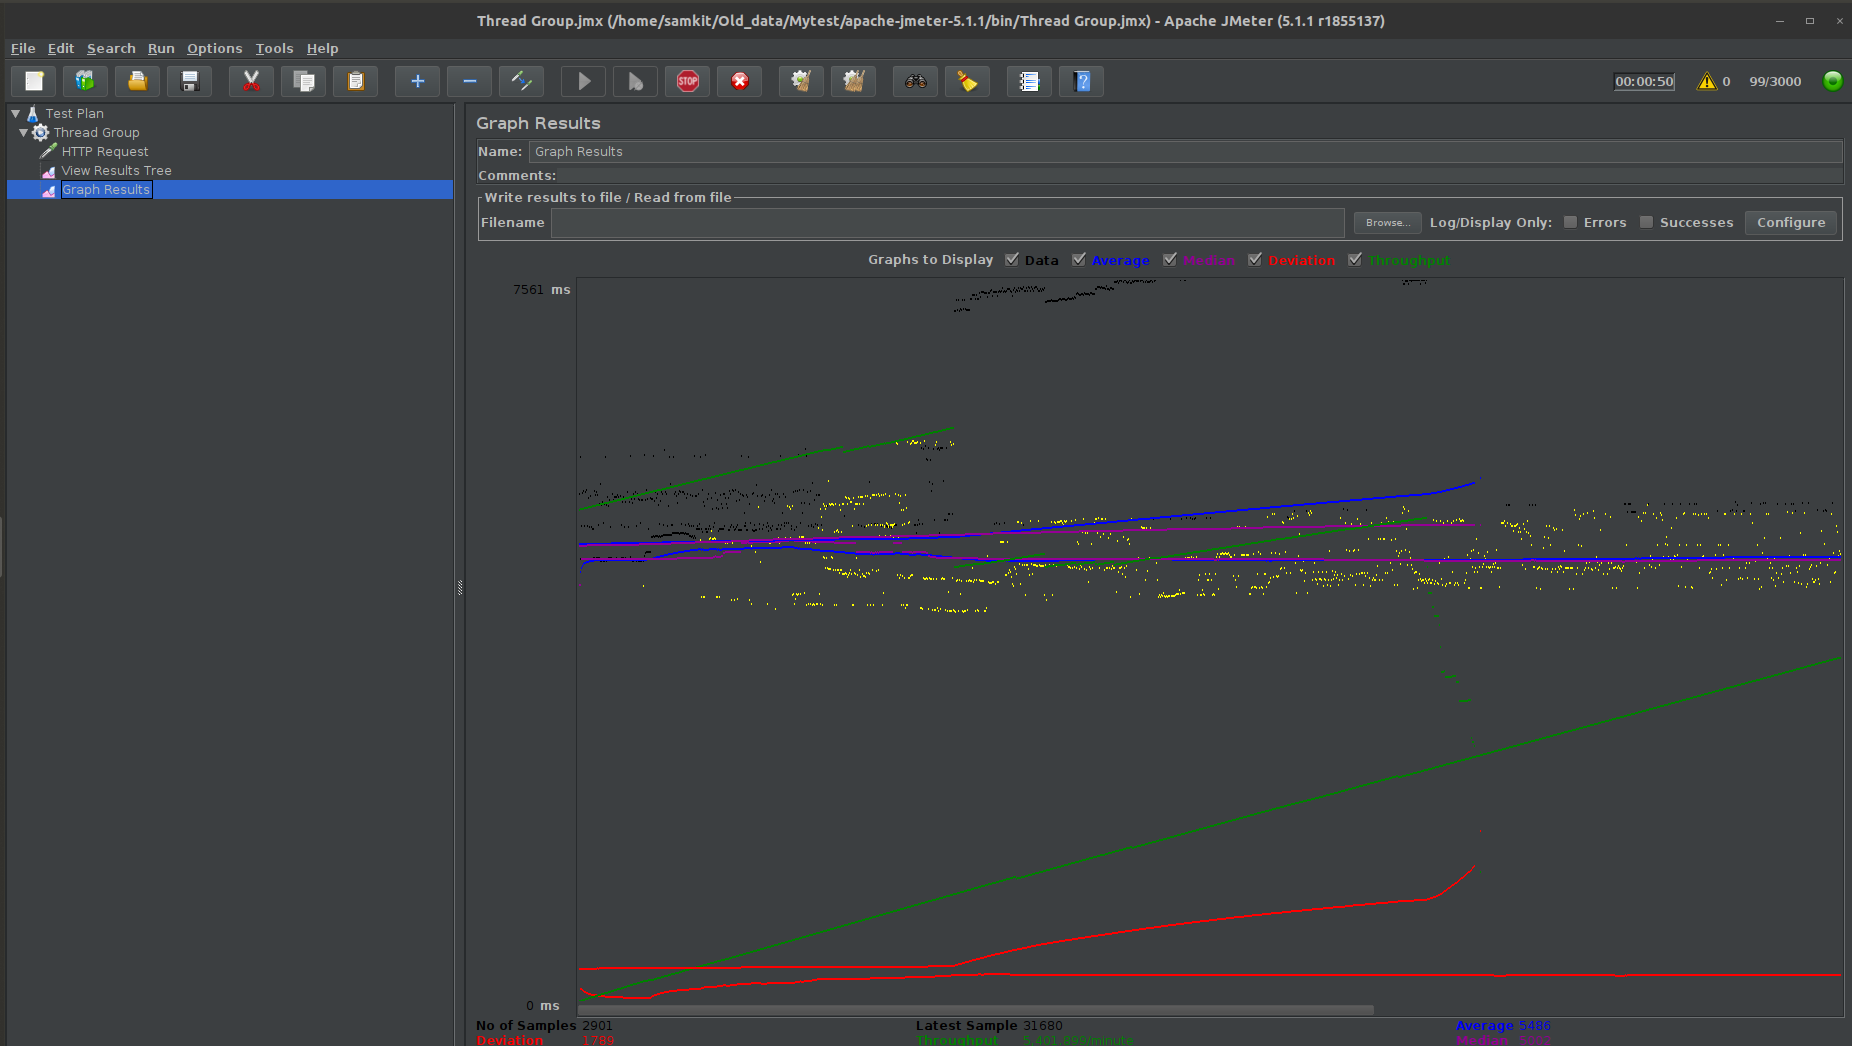 Thread Group.jmx (/home/samkit/Old_data/Mytest/apache-jmeter-5.1.1/bin/Thread Group.jmx) - Apache JMeter (5.1.1 r1855137)
File Edit Search Run Options Tools Help
STOP
00:00:50 0 99/3000
Test Plan
Thread Group
HTTP Request
View Results Tree
Graph Results
Graph Results
Name: Graph Results
Comments:
Write results to file / Read from file
Filename Browse... Log/Display Only: Errors Successes Configure
Graphs to Display Data Average Median Deviation Throughput
7561 ms
0 ms
No of Samples 2901 Latest Sample 31680 Average 5486
Deviation 1789 Throughput 5,401.899/minute Median